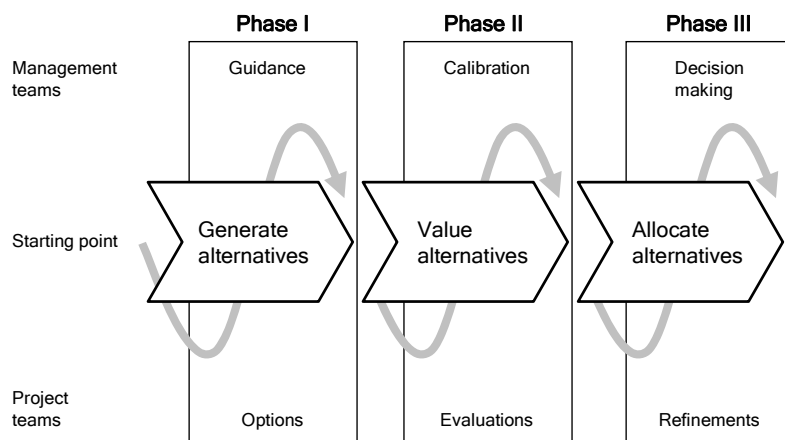 Phase I
Phase II
Phase III
Management
teams
Guidance
Calibration
Decision
making
Starting point
Generate
alternatives
Value
alternatives
Allocate
alternatives
Project
teams
Options
Evaluations
Refinements